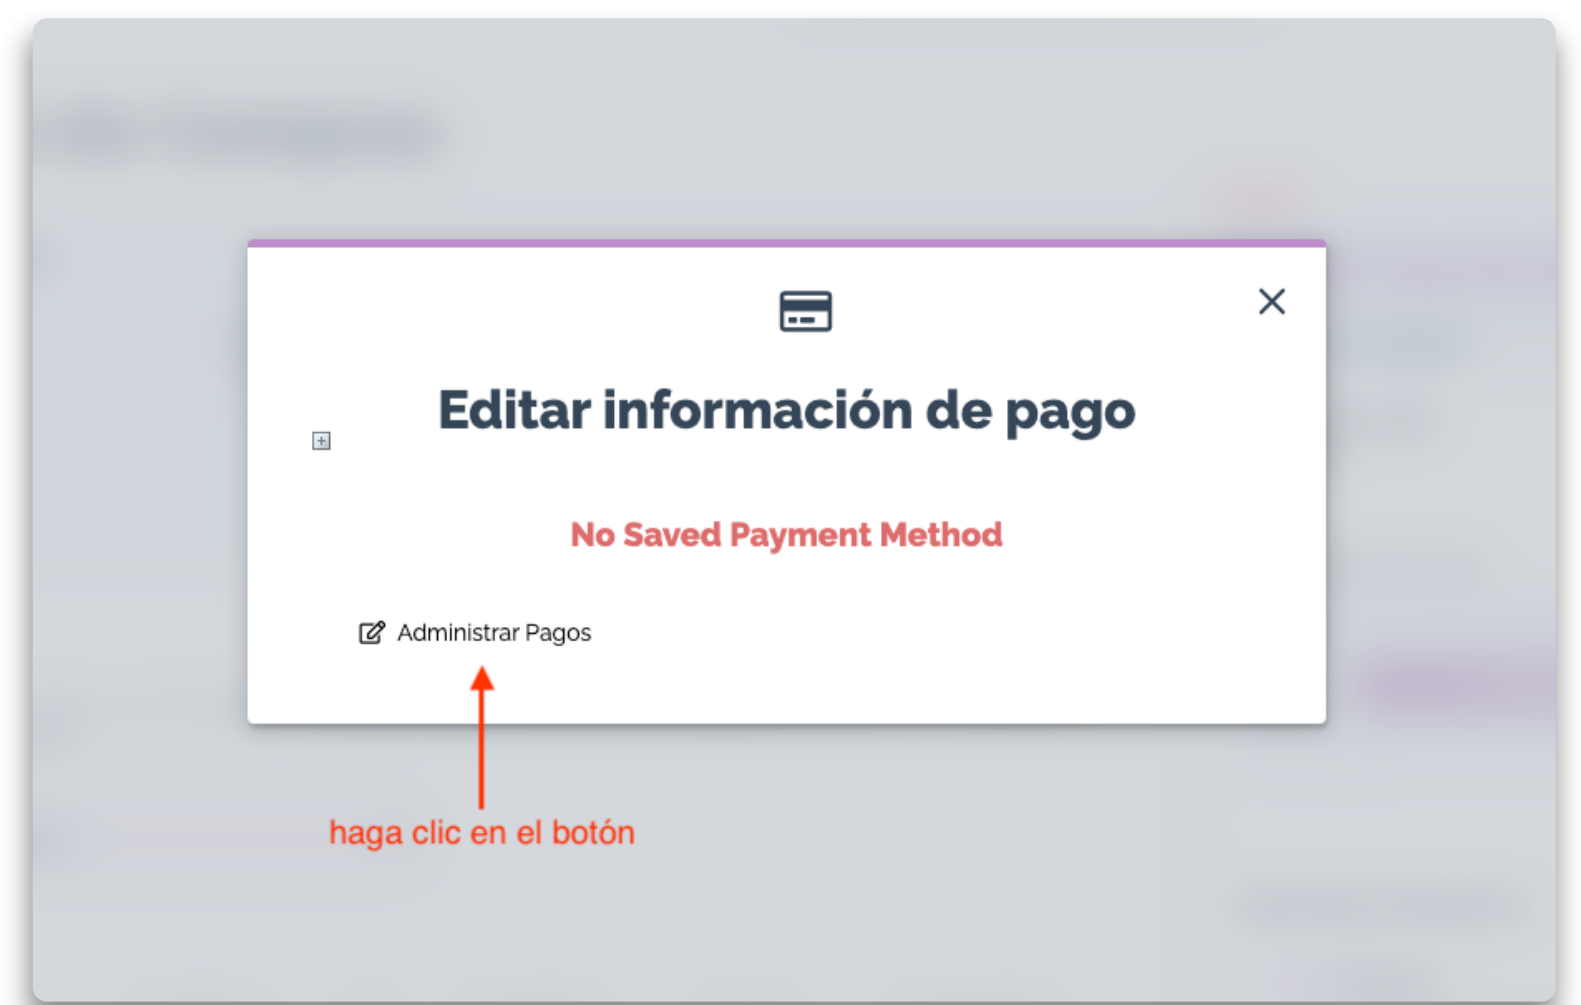 Editar información de pago
No Saved Payment Method
Administrar Pagos
haga clic en el botón